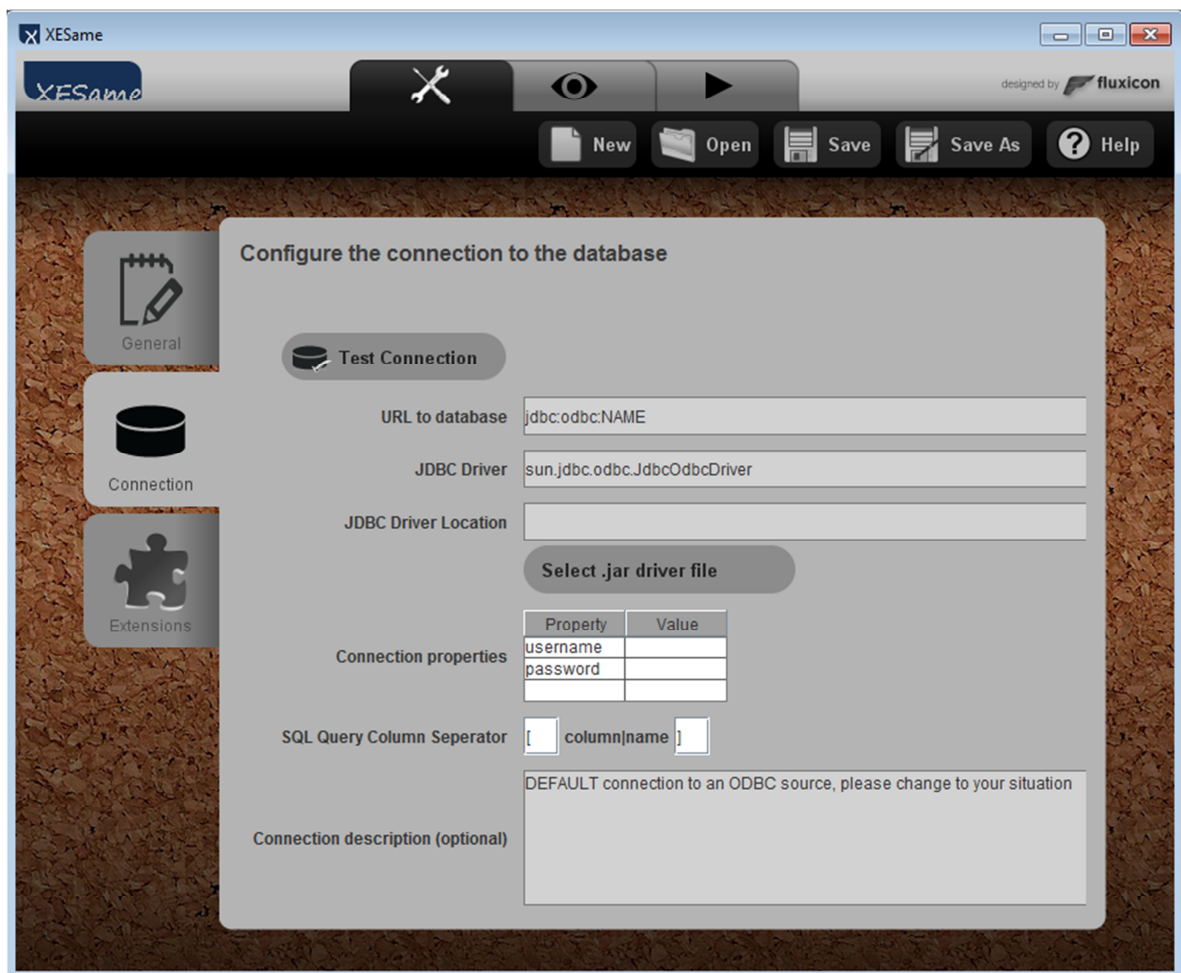 XESame
XESame
designed by fluxicon
New Open Save Save As Help
Configure the connection to the database
General
Test Connection
URL to database jdbc:odbc:NAME
JDBC Driver sun.jdbc.odbc.JdbcOdbcDriver
Connection
JDBC Driver Location
Select .jar driver file
Extensions
Property Value
Connection properties
username
password
SQL Query Column Seperator [ column|name ]
DEFAULT connection to an ODBC source, please change to your situation
Connection description (optional)